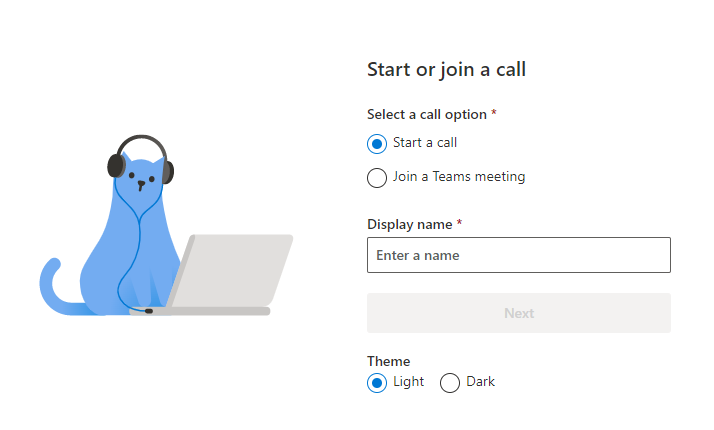 Start or join a call
Select a call option *
Start a call
Join a Teams meeting
Display name *
Enter a name
Next
Theme
Light Dark